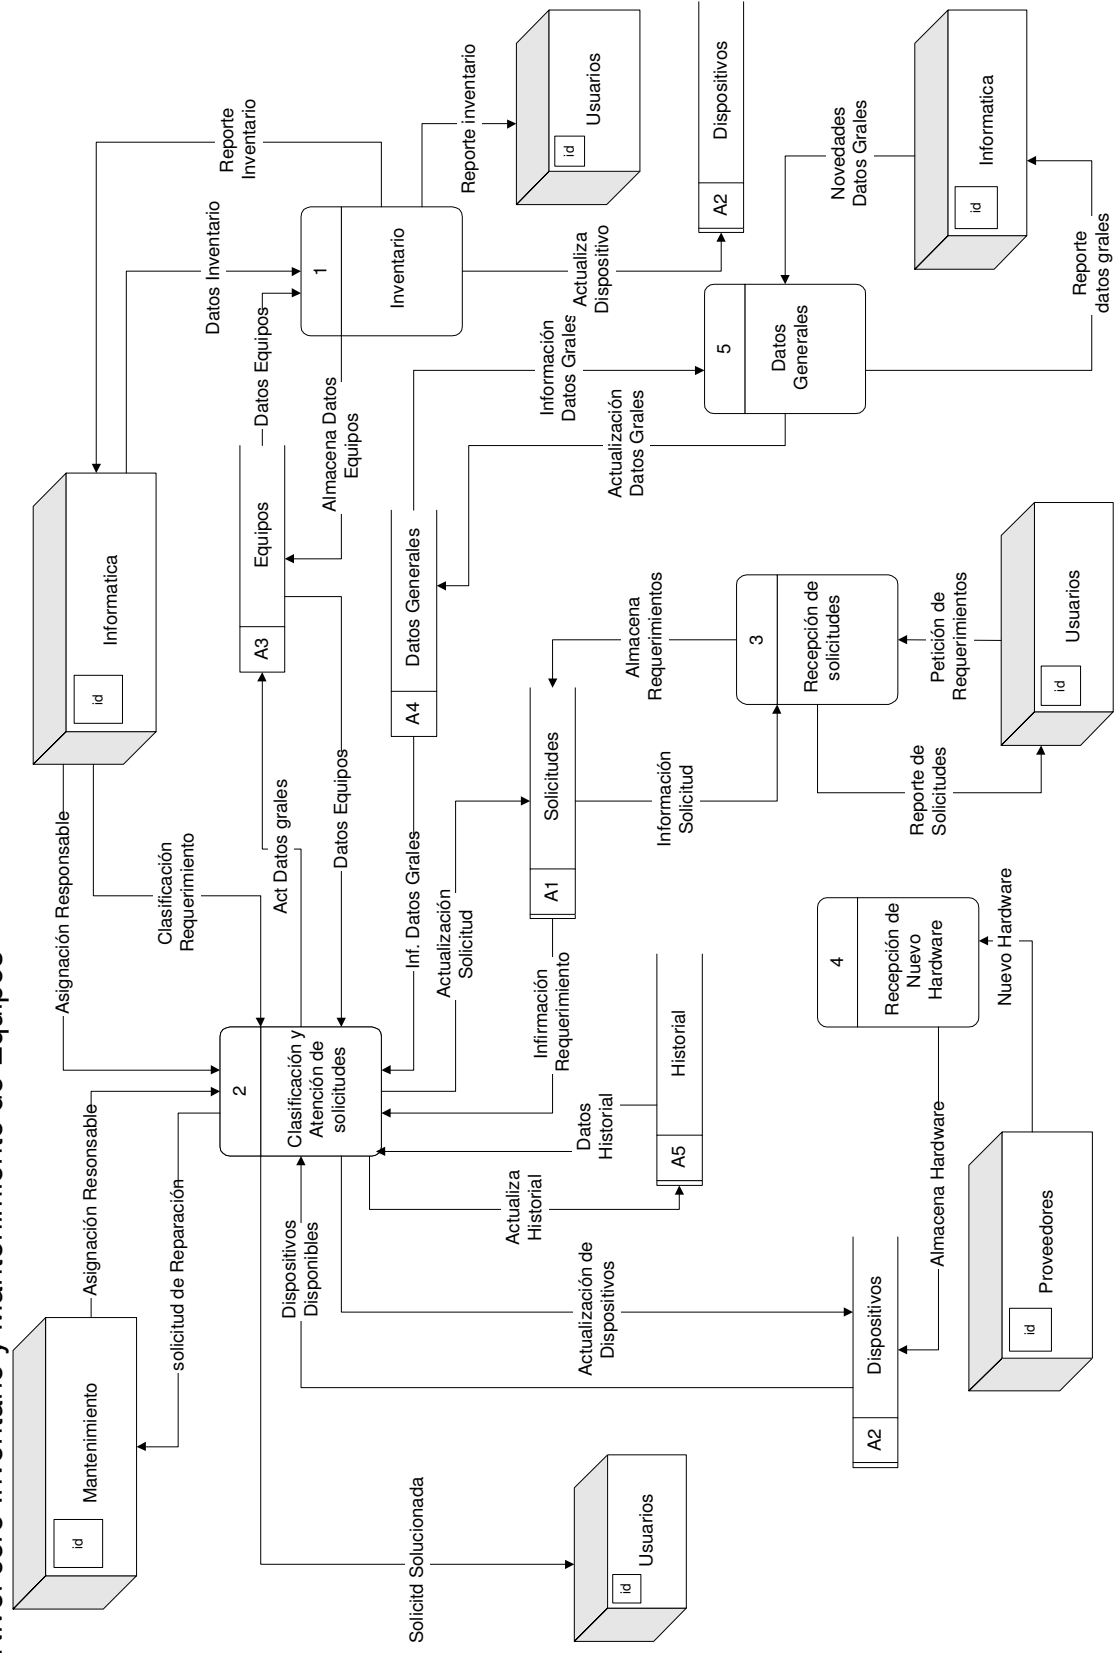 Mantenimiento
id
Asignación Resonsable
solicitud de Reparación
Asignación Responsable
Clasificación
Requerimiento
Informatica
id
Datos Inventario
Reporte
Inventario
2
Clasificación y
Atención de
solicitudes
Act Datos grales
Datos Equipos
A3
Equipos
Datos Equipos
Almacena Datos
Equipos
1
Inventario
Reporte inventario
Usuarios
id
Solicitd Solucionada
Usuarios
id
Dispositivos
Disponibles
Actualiza
Historial
Datos
Historial
Infirmación
Requerimiento
Actualización
Solicitud
Inf. Datos Grales
A4
Datos Generales
Información
Datos Grales
Actualización
Datos Grales
Actualiza
Dispositivo
A2
Dispositivos
A1
Solicitudes
A5
Historial
Actualización de
Dispositivos
Información
Solicitud
Almacena
Requerimientos
5
Datos
Generales
Novedades
Datos Grales
3
Recepción de
solicitudes
A2
Dispositivos
Almacena Hardware
4
Recepción de
Nuevo
Hardware
Nuevo Hardware
Reporte de
Solicitudes
Petición de
Requerimientos
Informatica
id
Reporte
datos grales
Proveedores
id
Usuarios
id